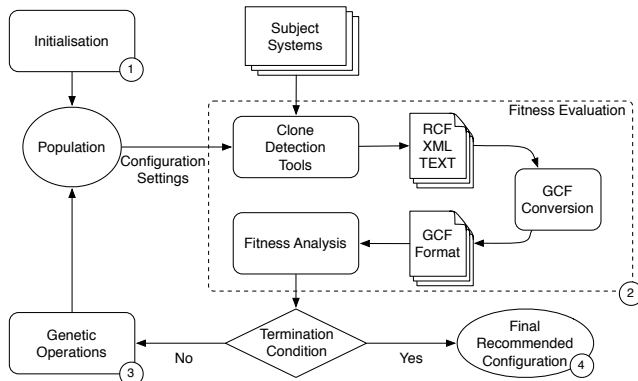 Initialisation
1
Subject
Systems
Fitness Evaluation
Population
Configuration
Settings
Clone
Detection
Tools
RCF
XML
TEXT
GCF
Conversion
Fitness Analysis
GCF
Format
2
Genetic
Operations
3
No
Termination
Condition
Yes
Final
Recommended
Configuration
4